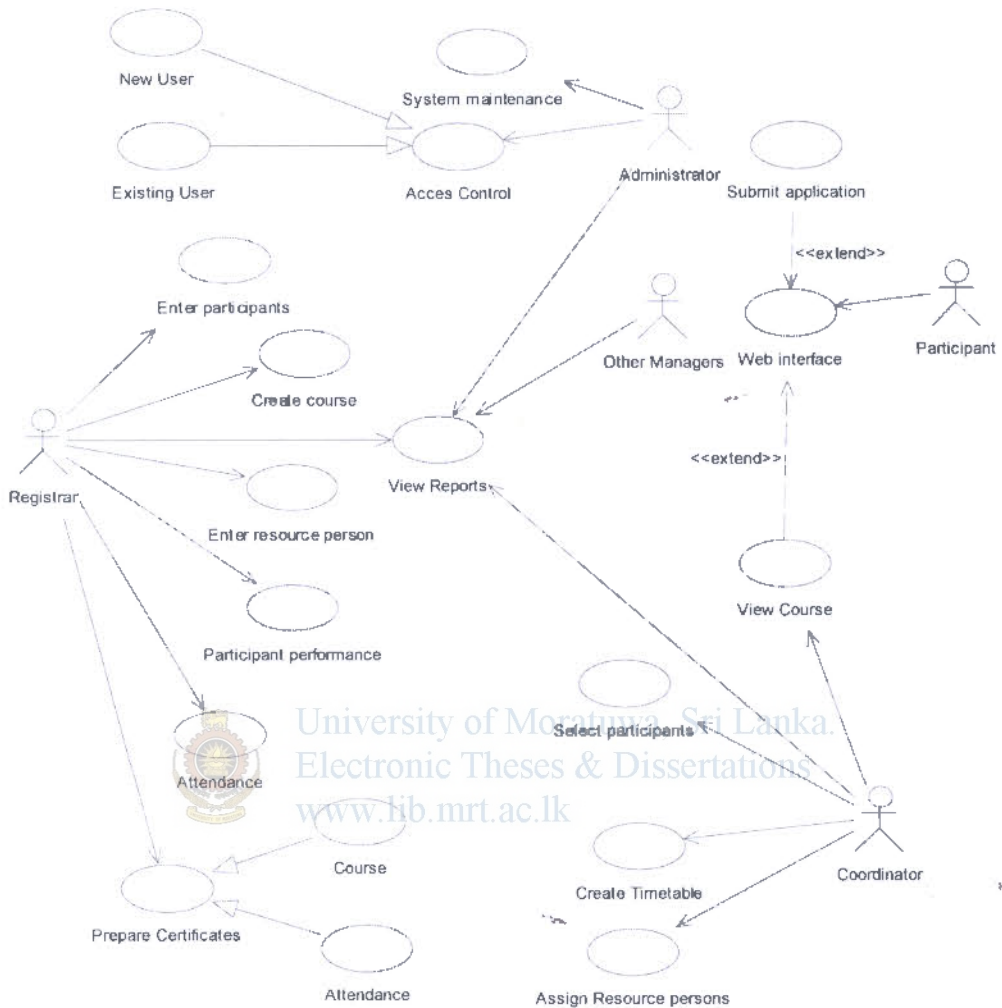 New User
System maintenance
Existing User
Acces Control
Administrator
Submit application
<<extend>>
Enter participants
Other Managers
Web interface
Participant
Create course
<<extend>>
Registrar
View Reports
Enter resource person
View Course
Participant performance
Select participants
University of Moratuwa, Sri Lanka.
Electronic Theses & Dissertations
www.lib.mrt.ac.lk
Attendance
Course
Create Timetable
Coordinator
Prepare Certificates
Attendance
Assign Resource persons